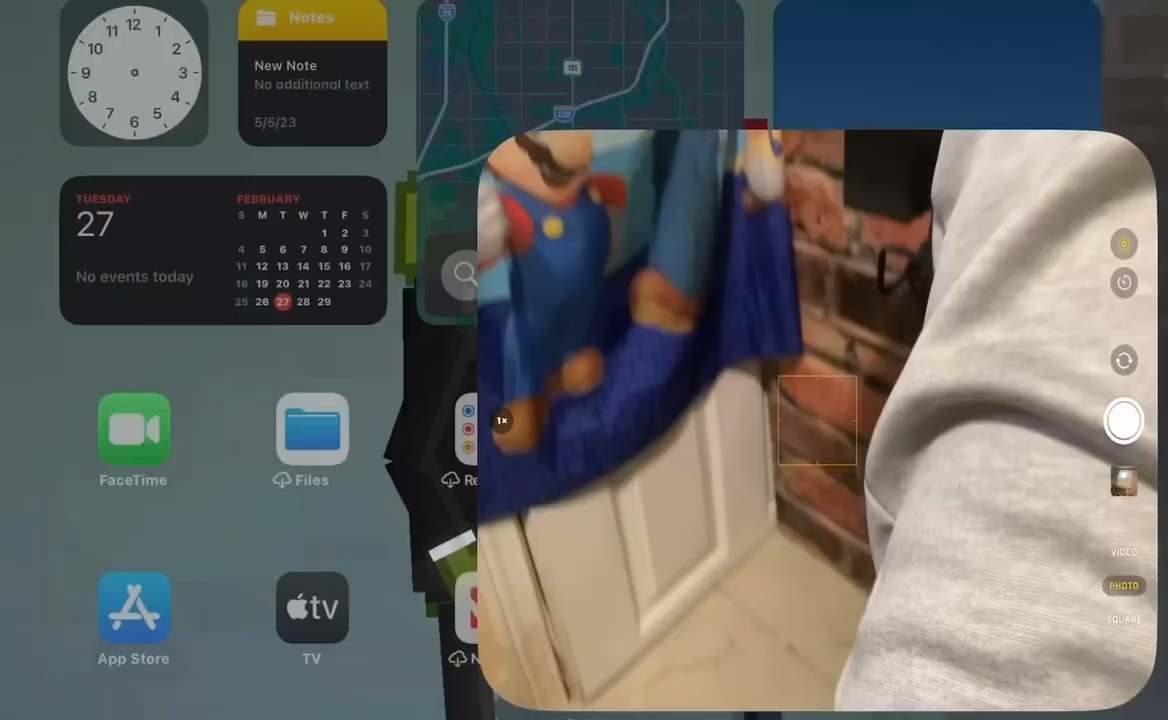 12
11
1
10
2
9
3
8
4
7
5
6
Notes
New Note
No additional text
5/5/23
TUESDAY
27
No events today
FEBRUARY
S M T W T F S
1 2 3
4 5 6 7 8 9 10
11 12 13 14 15 16 17
18 19 20 21 22 23 24
25 26 27 28 29
FaceTime
Files
Re
App Store
tv
TV
N
1×
VIDEO
PHOTO
SQUARE